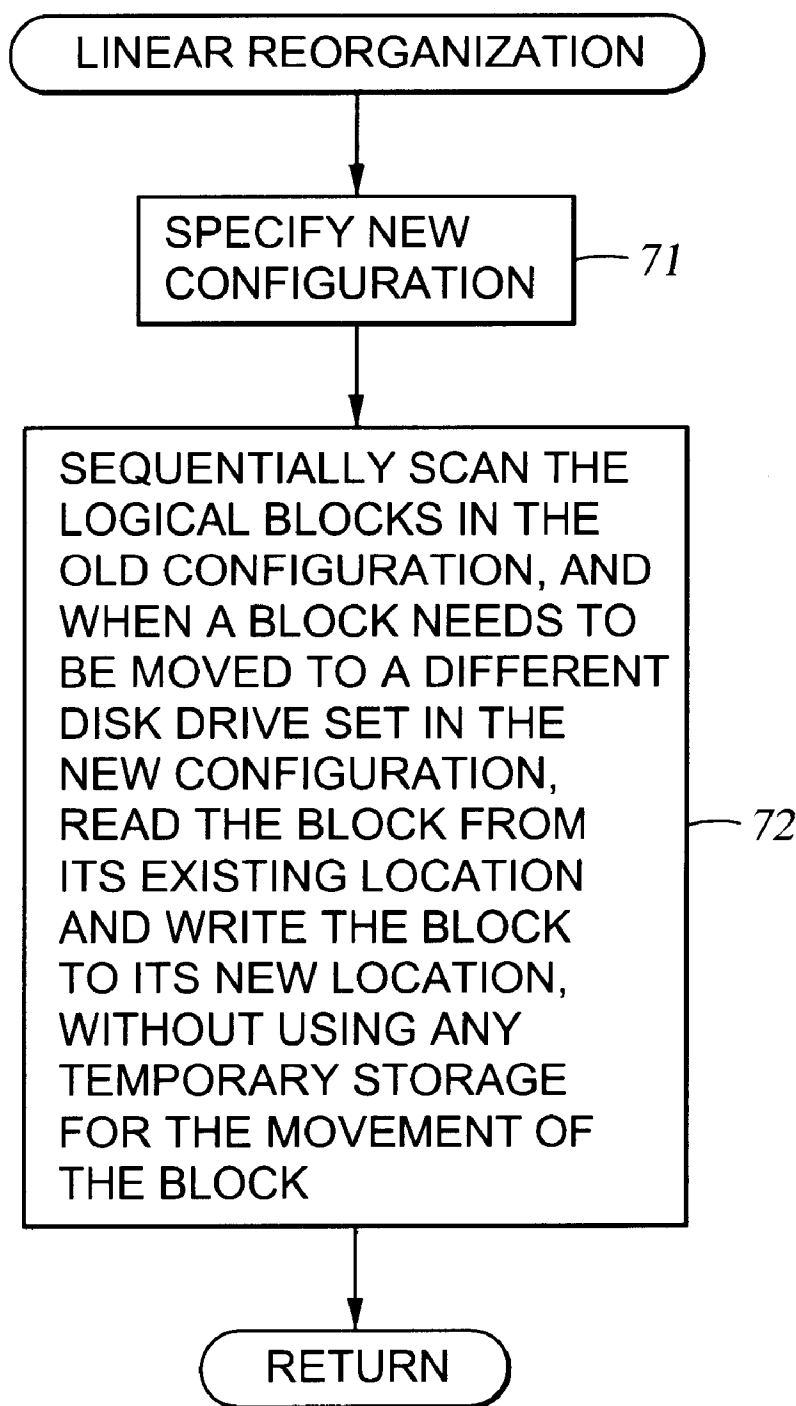 LINEAR REORGANIZATION
SPECIFY NEW
CONFIGURATION
71
SEQUENTIALLY SCAN THE
LOGICAL BLOCKS IN THE
OLD CONFIGURATION, AND
WHEN A BLOCK NEEDS TO
BE MOVED TO A DIFFERENT
DISK DRIVE SET IN THE
NEW CONFIGURATION,
READ THE BLOCK FROM
ITS EXISTING LOCATION
AND WRITE THE BLOCK
TO ITS NEW LOCATION,
WITHOUT USING ANY
TEMPORARY STORAGE
FOR THE MOVEMENT OF
THE BLOCK
72
RETURN